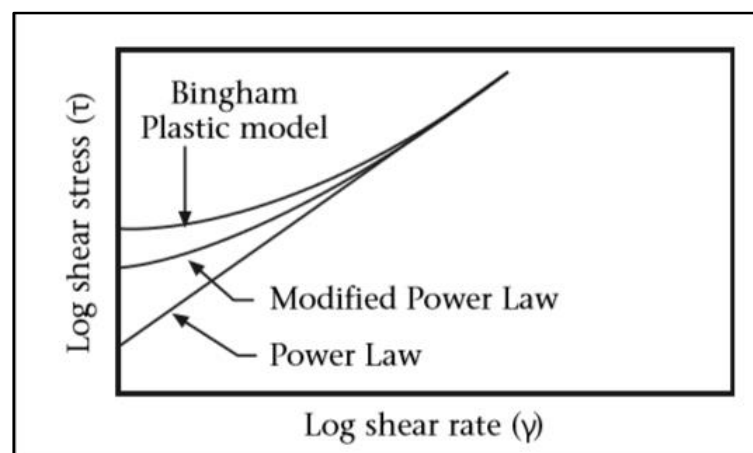 Bingham
Plastic model
Log shear stress (τ)
Modified Power Law
Power Law
Log shear rate (γ)